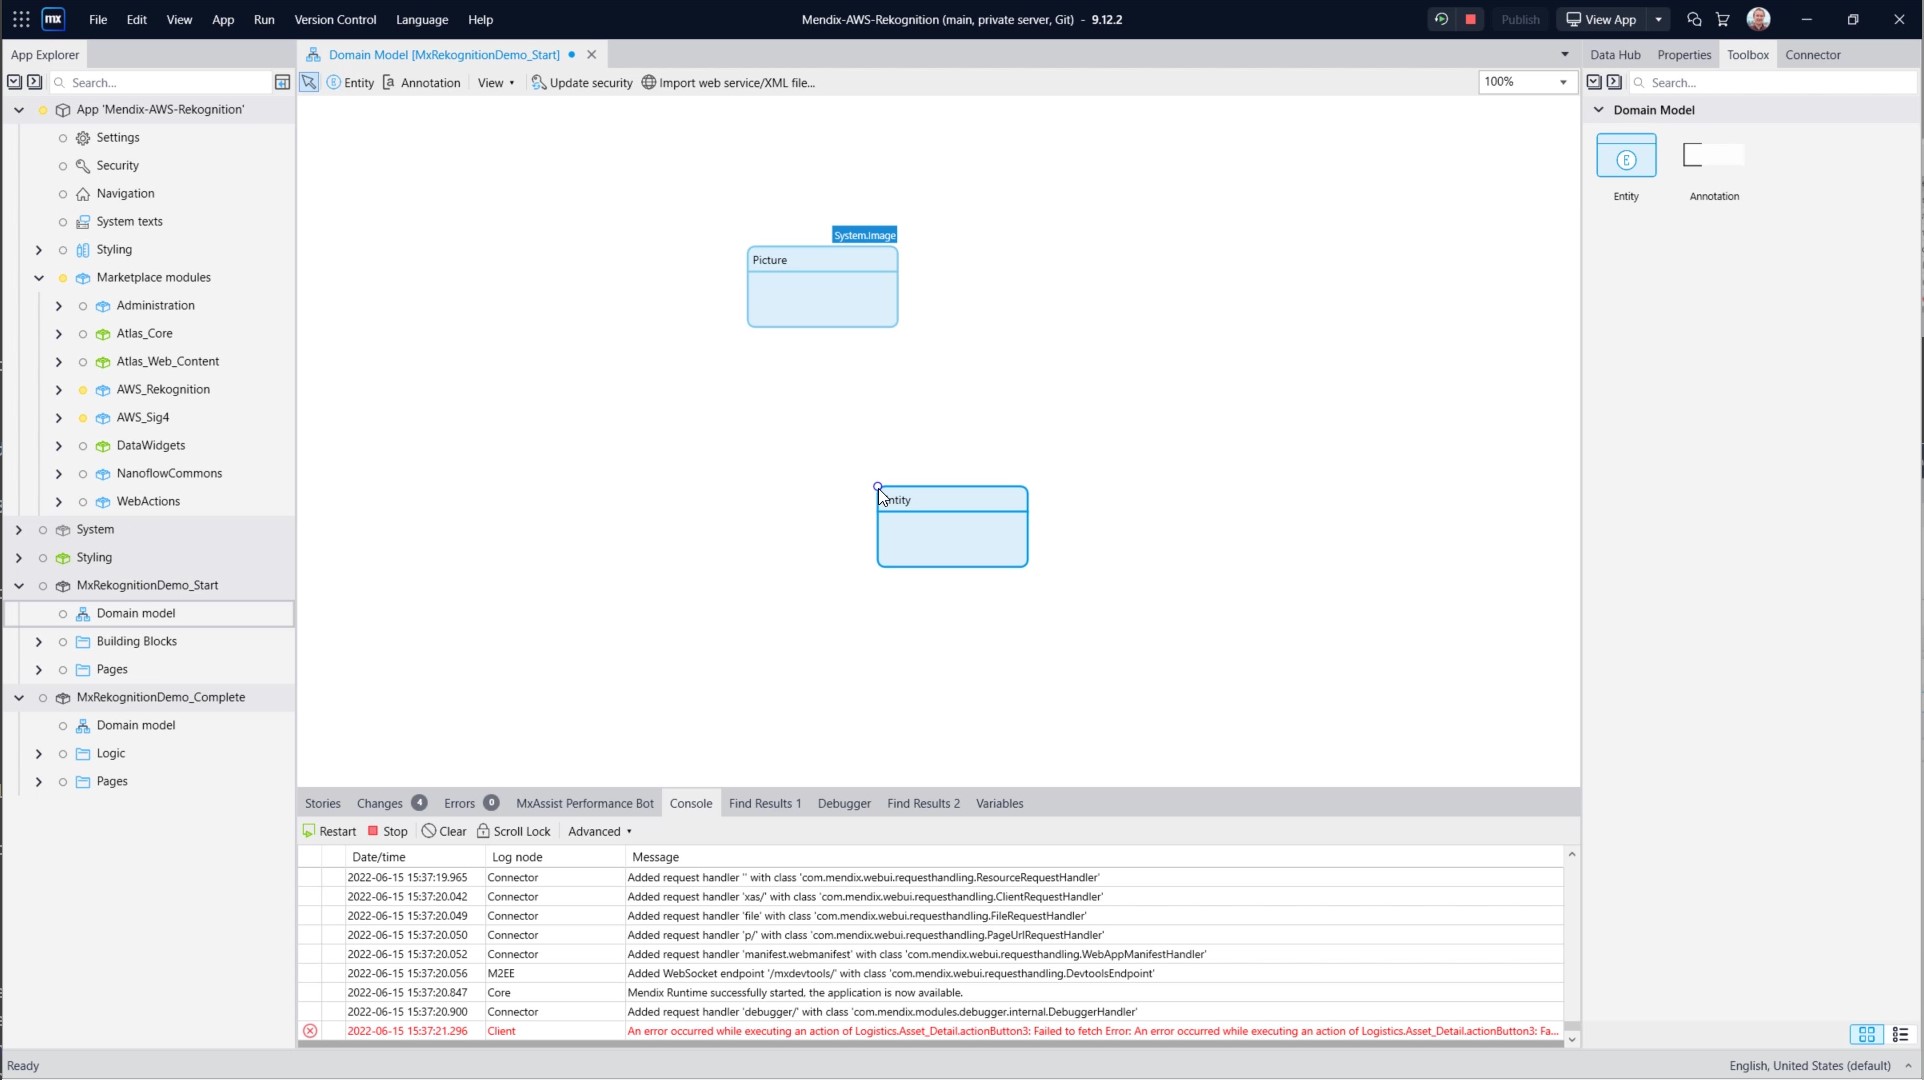 mx File Edit View App Run Version Control Language Help Mendix-AWS-Rekognition (main, private server, Git) - 9.12.2 Publish View App
App Explorer
Search...
App 'Mendix-AWS-Rekognition'
Settings
Security
Navigation
System texts
Styling
Marketplace modules
Administration
Atlas_Core
Atlas_Web_Content
AWS_Rekognition
AWS_Sig4
DataWidgets
NanoflowCommons
WebActions
System
Styling
MxRekognitionDemo_Start
Domain model
Building Blocks
Pages
MxRekognitionDemo_Complete
Domain model
Logic
Pages
Domain Model [MxRekognitionDemo_Start]
Entity Annotation View Update security Import web service/XML file... 100%
System.Image
Picture
ntity
Data Hub Properties Toolbox Connector
Search...
Domain Model
E
Entity Annotation
Stories Changes 4 Errors 0 MxAssist Performance Bot Console Find Results 1 Debugger Find Results 2 Variables
Restart Stop Clear Scroll Lock Advanced
Date/time Log node Message
2022-06-15 15:37:19.965 Connector Added request handler '' with class 'com.mendix.webui.requesthandling.ResourceRequestHandler'
2022-06-15 15:37:20.042 Connector Added request handler 'xas/' with class 'com.mendix.webui.requesthandling.ClientRequestHandler'
2022-06-15 15:37:20.049 Connector Added request handler 'file' with class 'com.mendix.webui.requesthandling.FileRequestHandler'
2022-06-15 15:37:20.050 Connector Added request handler 'p/' with class 'com.mendix.webui.requesthandling.PageUrlRequestHandler'
2022-06-15 15:37:20.052 Connector Added request handler 'manifest.webmanifest' with class 'com.mendix.webui.requesthandling.WebAppManifestHandler'
2022-06-15 15:37:20.056 M2EE Added WebSocket endpoint '/mxdevtools/' with class 'com.mendix.webui.requesthandling.DevtoolsEndpoint'
2022-06-15 15:37:20.847 Core Mendix Runtime successfully started, the application is now available.
2022-06-15 15:37:20.900 Connector Added request handler 'debugger/' with class 'com.mendix.modules.debugger.internal.DebuggerHandler'
2022-06-15 15:37:21.296 Client An error occurred while executing an action of Logistics.Asset_Detail.actionButton3: Failed to fetch Error: An error occurred while executing an action of Logistics.Asset_Detail.actionButton3: Fa...
Ready English, United States (default)